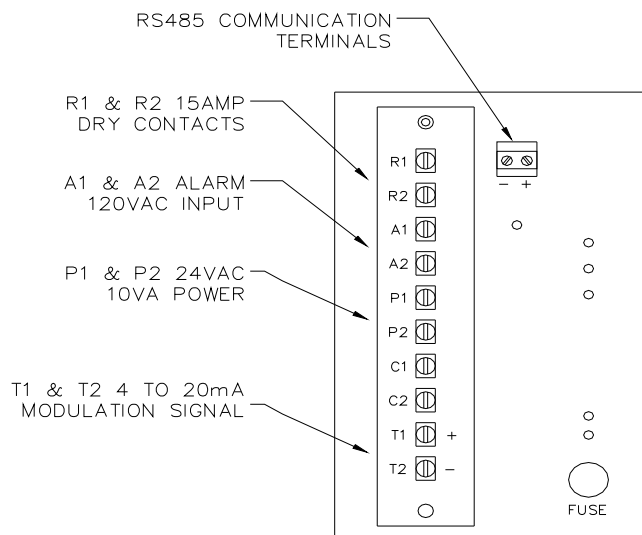 RS485 COMMUNICATION
TERMINALS
R1 & R2 15AMP
DRY CONTACTS
A1 & A2 ALARM
120VAC INPUT
P1 & P2 24VAC
10VA POWER
T1 & T2 4 TO 20mA
MODULATION SIGNAL
R1
R2
A1
A2
P1
P2
C1
C2
T1 +
T2 -
- +
FUSE